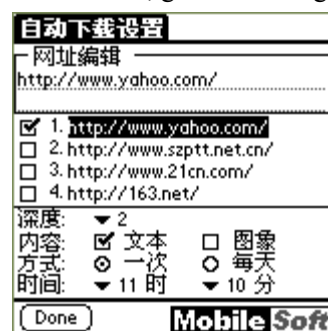 自动下载设置
网址编辑
http://www.yahoo.com/
1. http://www.yahoo.com/
2. http://www.szptt.net.cn/
3. http://www.21cn.com/
4. http://163.net/
深度: 2
内容: 文本 图象
方式: 一次 每天
时间: 11 时 10 分
Done Mobile Soft